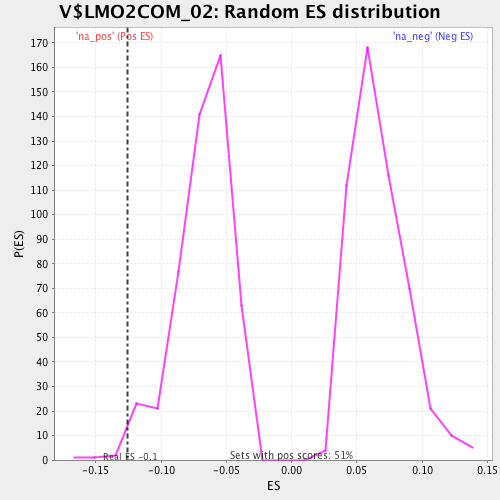 V$LMO2COM_02: Random ES distribution
'na_pos' (Pos ES)
'na_neg' (Neg ES)
170
160
150
140
130
120
110
100
90
80
70
60
50
40
30
20
10
0
P(ES)
Real ES -0.1
Sets with pos scores: 51%
-0.15 -0.10 -0.05 0.00 0.05 0.10 0.15
ES